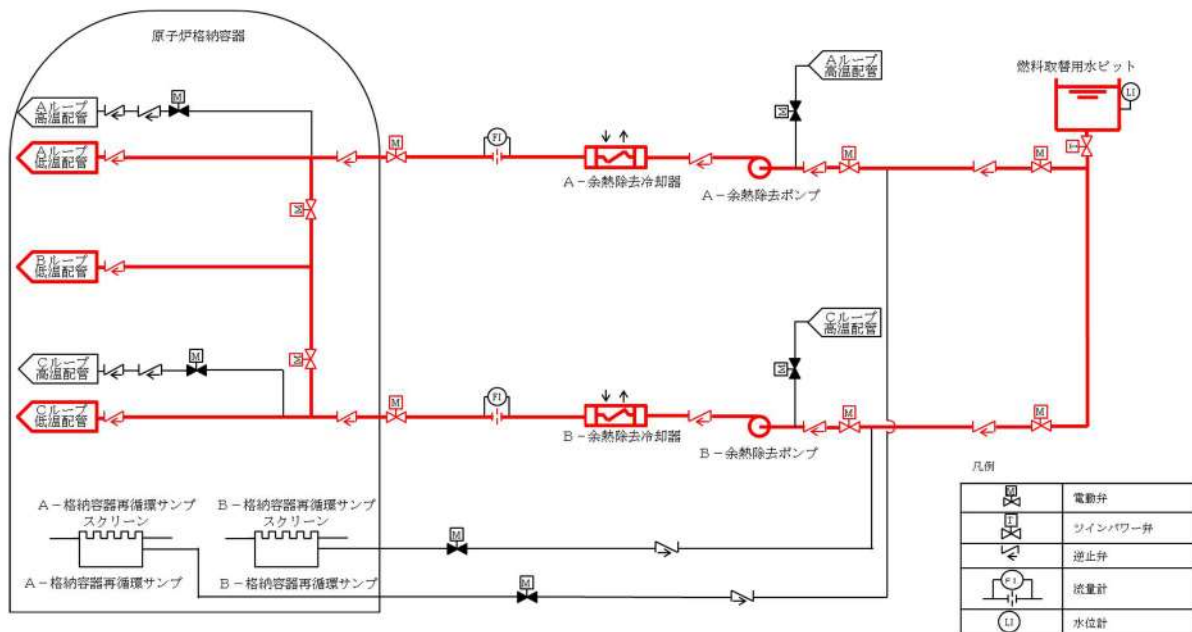 原子炉格納容器
Aループ
高温配管
M
Aループ
低温配管
M
FI
A-余熱除去冷却器
A-余熱除去ポンプ
Aループ
高温配管
M
M
M
燃料取替用水ピット
LI
T
M
Bループ
低温配管
M
Cループ
高温配管
M
Cループ
低温配管
M
FI
B-余熱除去冷却器
B-余熱除去ポンプ
Cループ
高温配管
M
M
M
A-格納容器再循環サンプ
スクリーン
B-格納容器再循環サンプ
スクリーン
A-格納容器再循環サンプ
B-格納容器再循環サンプ
M
M
凡例
M 電動弁
T ツインパワー弁
逆止弁
FI 流量計
LI 水位計